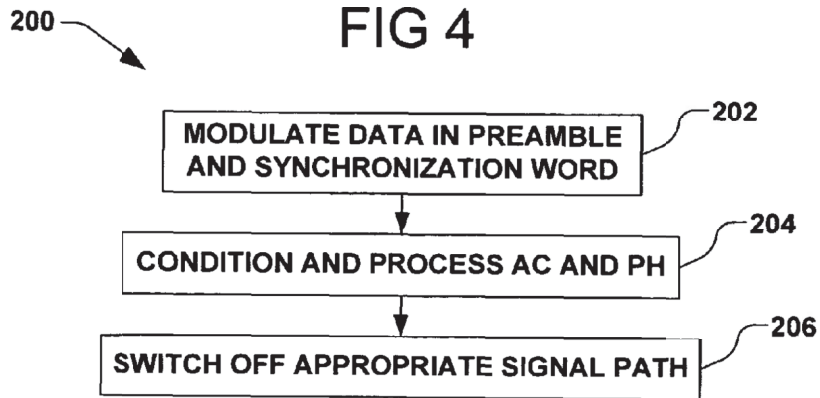 FIG 4
200
MODULATE DATA IN PREAMBLE
AND SYNCHRONIZATION WORD
202
CONDITION AND PROCESS AC AND PH
204
SWITCH OFF APPROPRIATE SIGNAL PATH
206